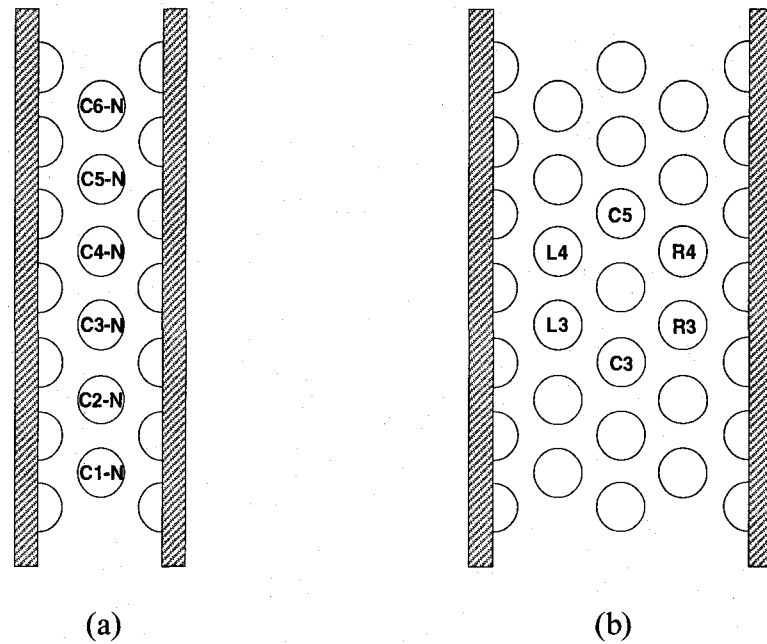 C6-N
C5-N
C4-N
C3-N
C2-N
C1-N
(a)
C5
L4 R4
L3 R3
C3
(b)